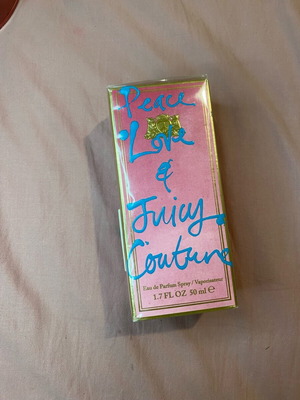 Peace
Love
&
Juicy
Couture
Eau de Parfum Spray / Vaporisateur
1.7 FL OZ 50 ml e